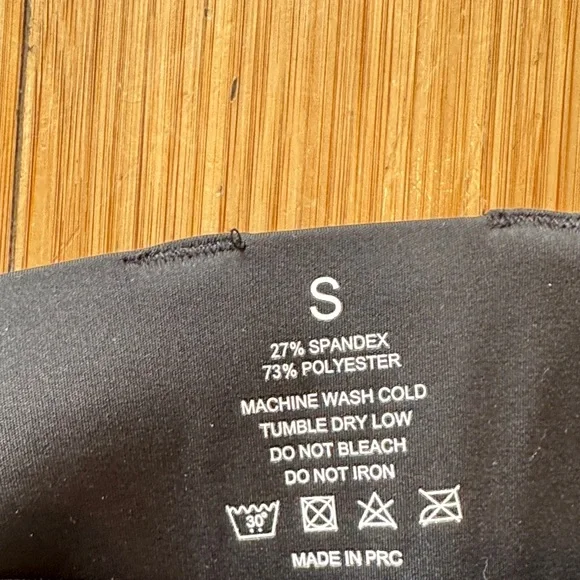 S
27% SPANDEX
73% POLYESTER
MACHINE WASH COLD
TUMBLE DRY LOW
DO NOT BLEACH
DO NOT IRON
30°
MADE IN PRC